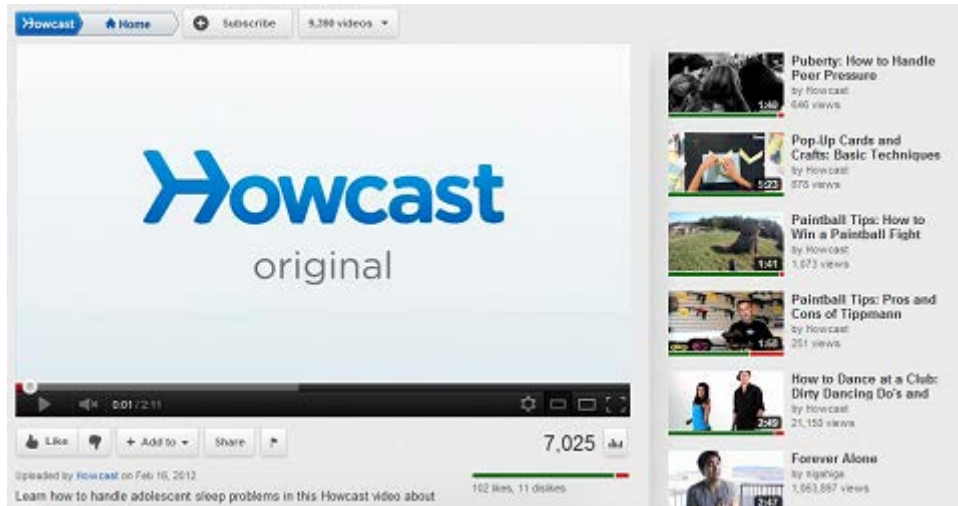 Howcast Home Subscribe 9,390 videos
Howcast
original
0:01 / 2:11
Like Add to Share 7,025
Uploaded by Howcast on Feb 16, 2012
102 likes, 11 dislikes
Learn how to handle adolescent sleep problems in this Howcast video about
Puberty: How to Handle
Peer Pressure
by Howcast
646 views
1:40
Pop-Up Cards and
Crafts: Basic Techniques
by Howcast
878 views
5:23
Paintball Tips: How to
Win a Paintball Fight
by Howcast
1,073 views
1:41
Paintball Tips: Pros and
Cons of Tippmann
by Howcast
251 views
How to Dance at a Club:
Dirty Dancing Do's and
by Howcast
21,150 views
2:49
Forever Alone
by nigahiga
1,063,897 views
2:47